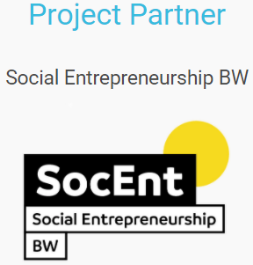 Project Partner
Social Entrepreneurship BW
SocEnt
Social Entrepreneurship
BW